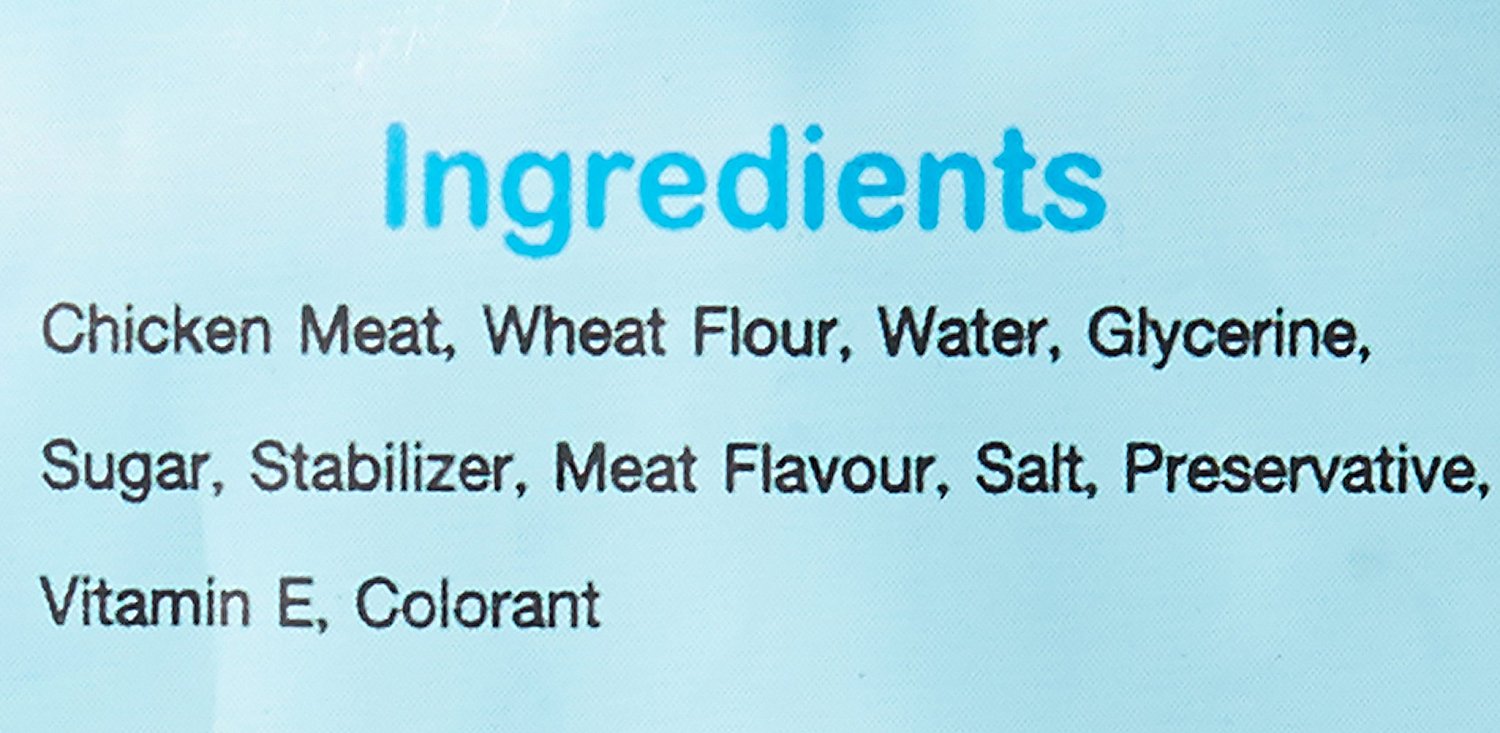 Ingredients
Chicken Meat, Wheat Flour, Water, Glycerine,
Sugar, Stabilizer, Meat Flavour, Salt, Preservative,
Vitamin E, Colorant